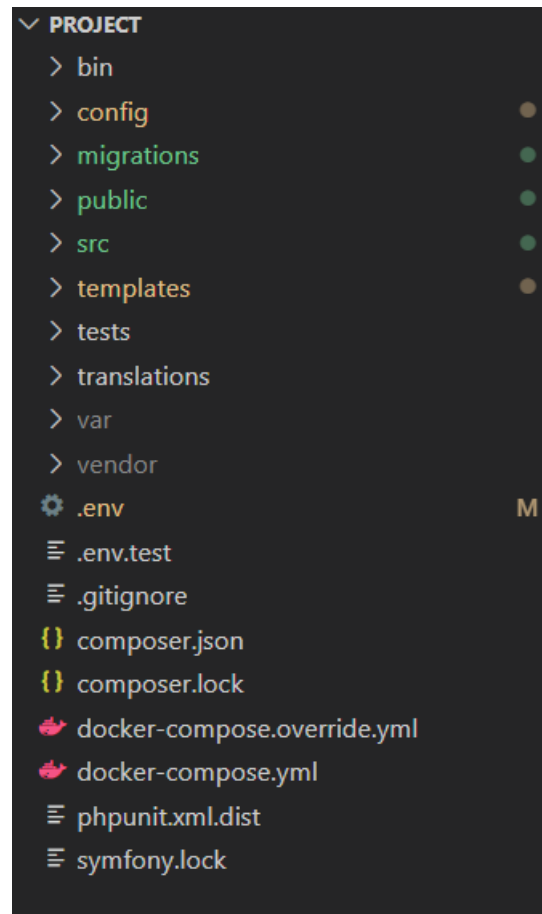 PROJECT
bin
config
migrations
public
src
templates
tests
translations
var
vendor
.env M
.env.test
.gitignore
{} composer.json
{} composer.lock
docker-compose.override.yml
docker-compose.yml
phpunit.xml.dist
symfony.lock